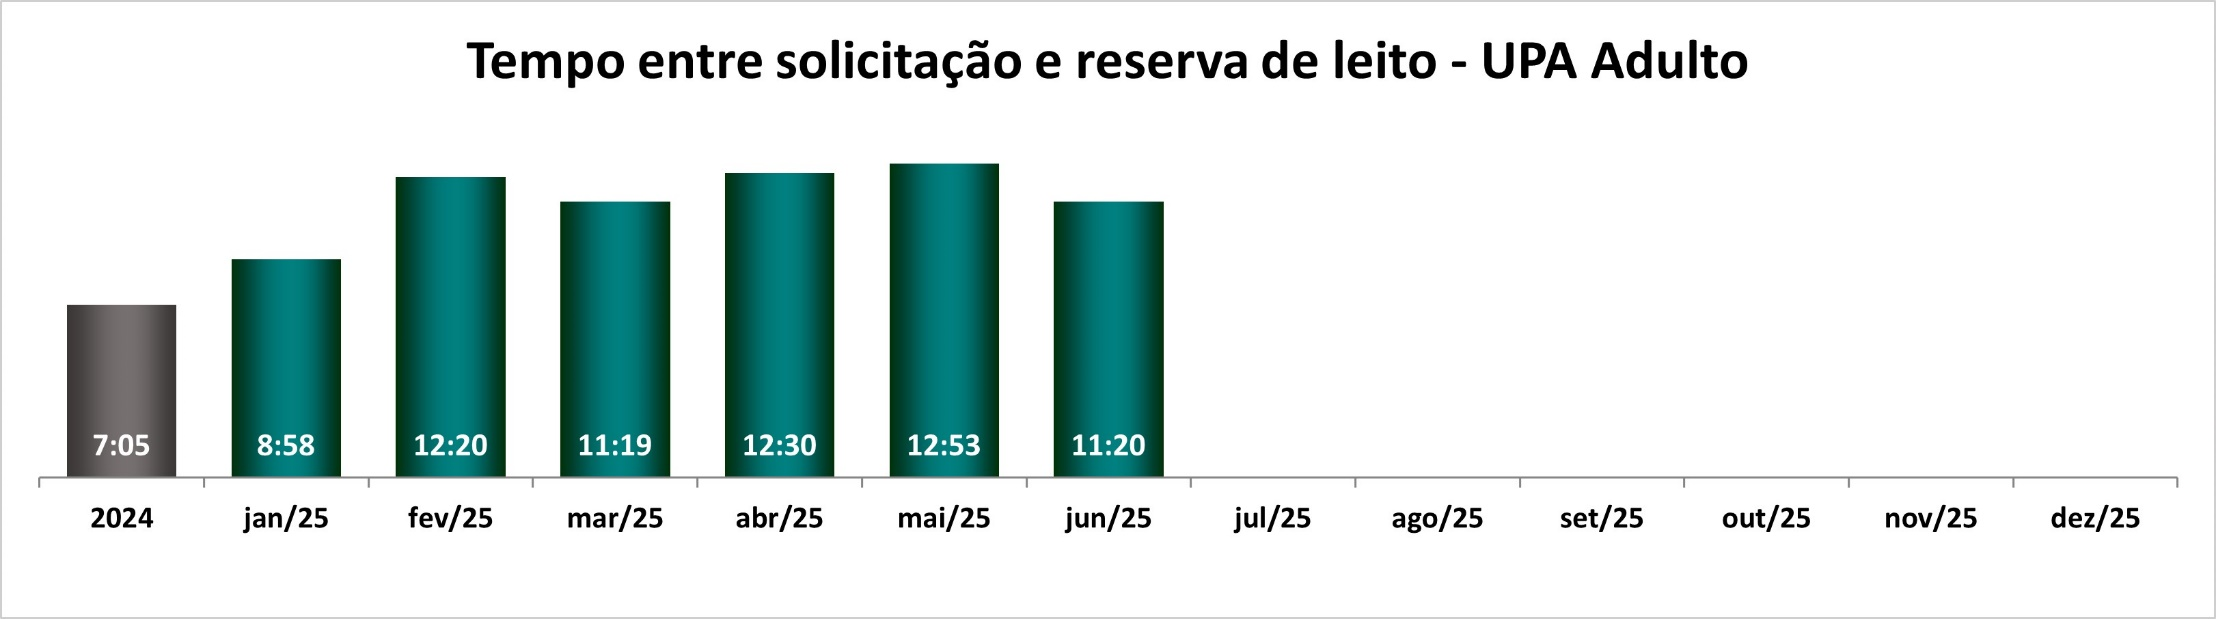 Tempo entre solicitação e reserva de leito - UPA Adulto
7:05 8:58 12:20 11:19 12:30 12:53 11:20
2024 jan/25 fev/25 mar/25 abr/25 mai/25 jun/25 jul/25 ago/25 set/25 out/25 nov/25 dez/25